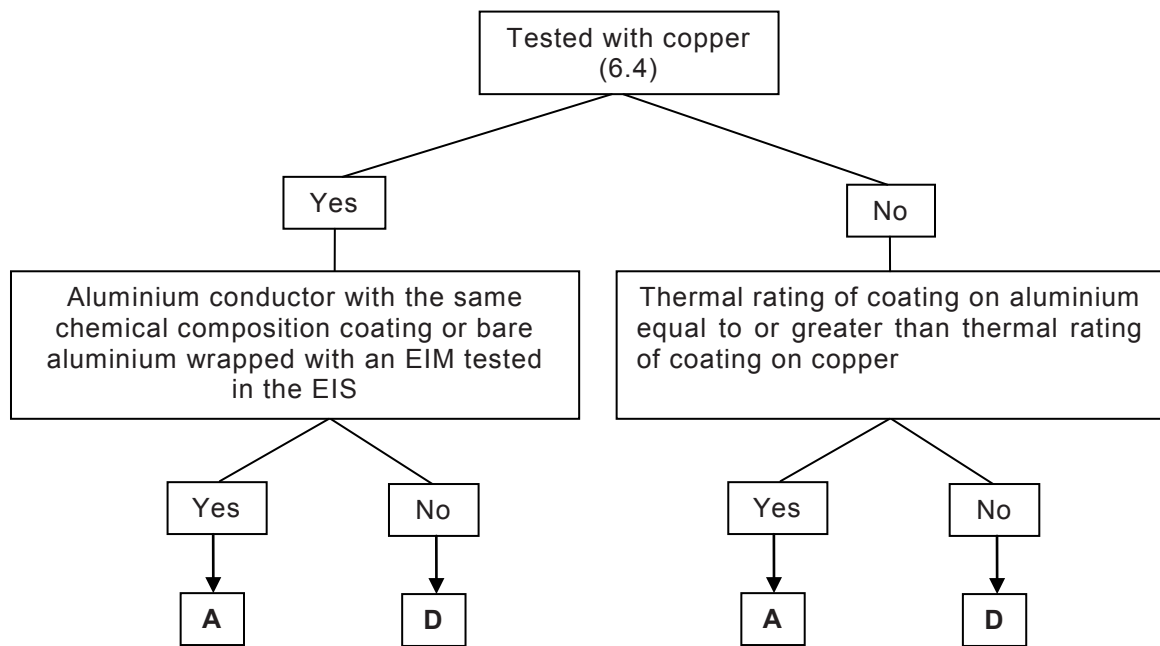 Tested with copper
(6.4)
Yes
No
Aluminium conductor with the same
chemical composition coating or bare
aluminium wrapped with an EIM tested
in the EIS
Thermal rating of coating on aluminium
equal to or greater than thermal rating
of coating on copper
Yes
No
Yes
No
A
D
A
D